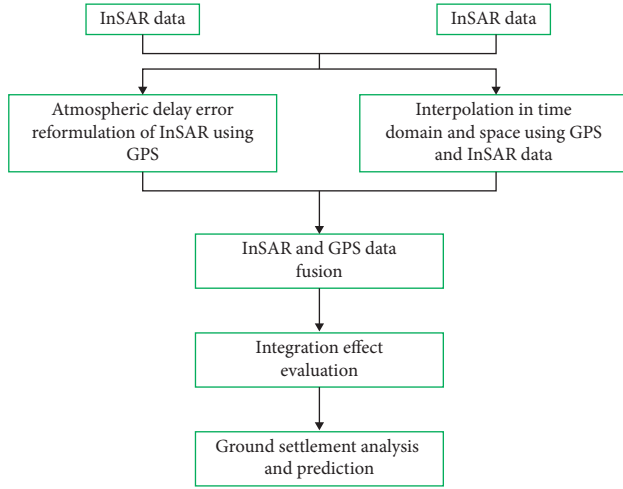 InSAR data
InSAR data
Atmospheric delay error
reformulation of InSAR using
GPS
Interpolation in time
domain and space using GPS
and InSAR data
InSAR and GPS data
fusion
Integration effect
evaluation
Ground settlement analysis
and prediction